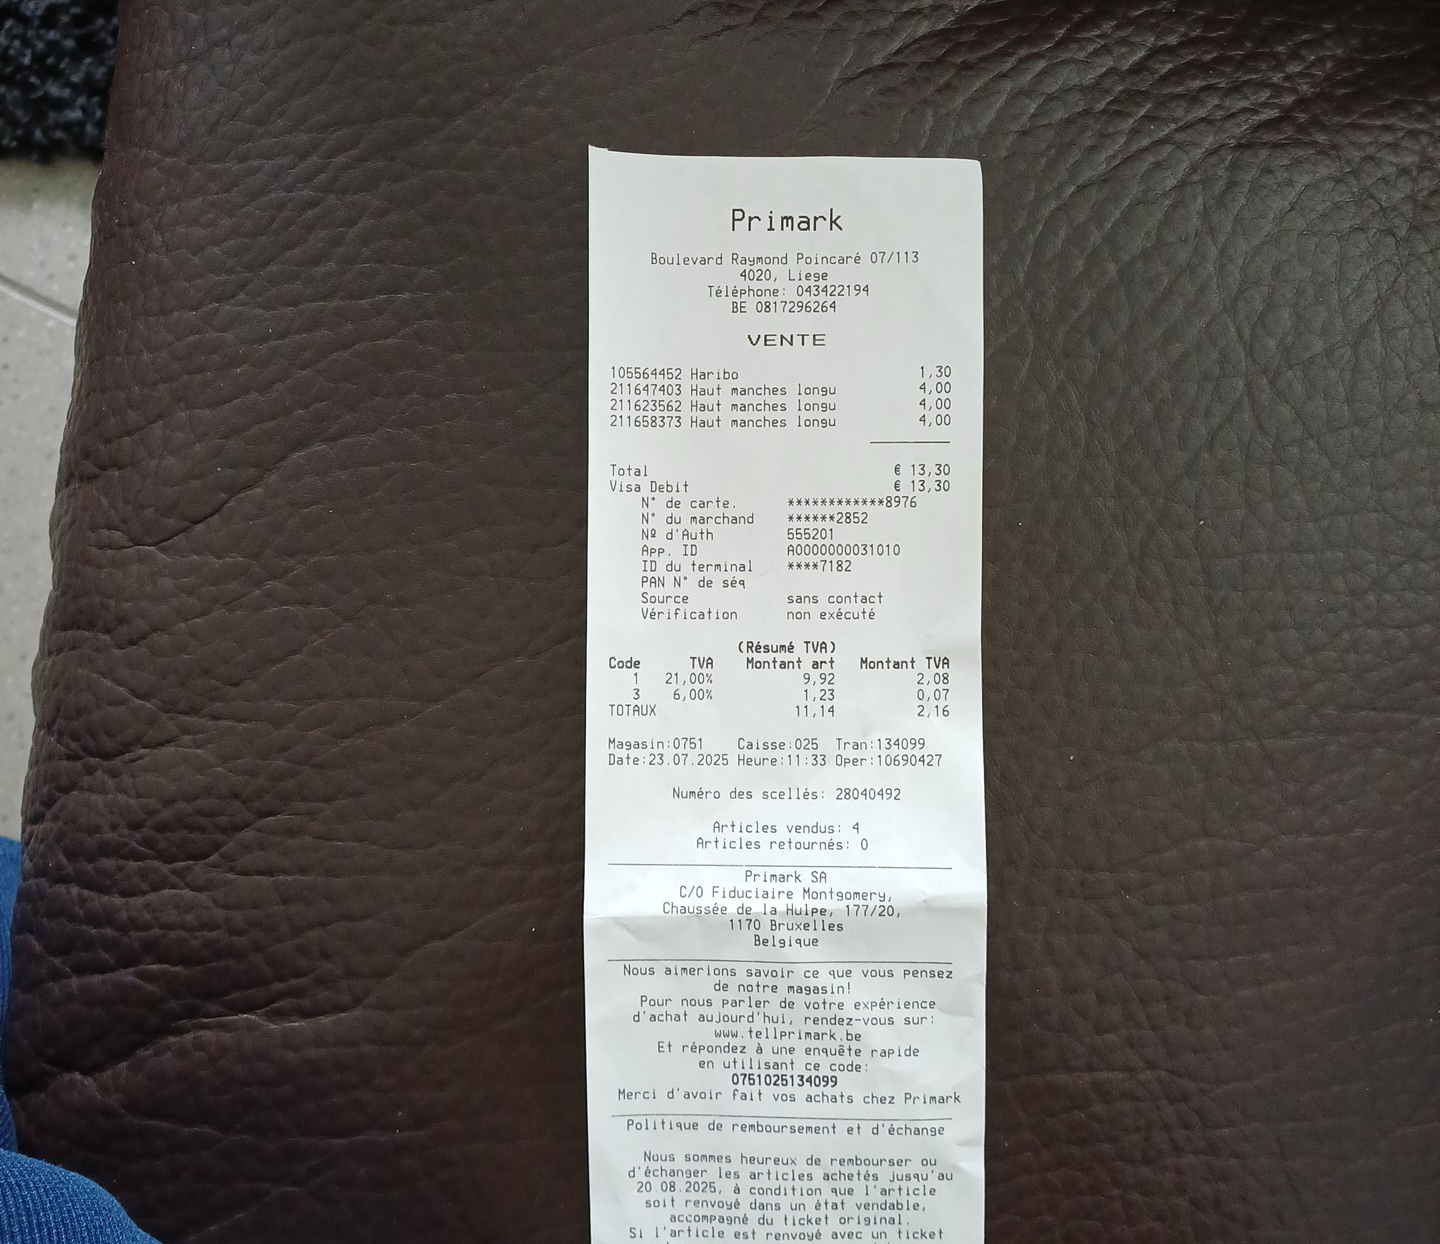 Primark
Boulevard Raymond Poincaré 07/113
4020, Liege
Téléphone: 043422194
BE 0817296264
VENTE
105564452 Haribo 1,30
211647403 Haut manches longu 4,00
211623562 Haut manches longu 4,00
211658373 Haut manches longu 4,00
Total € 13,30
Visa Debit € 13,30
N° de carte. ************8976
N° du marchand ******2852
Nº d'Auth 555201
App. ID A0000000031010
ID du terminal ****7182
PAN N° de séq
Source sans contact
Vérification non exécuté
(Résumé TVA)
Code TVA Montant art Montant TVA
1 21,00% 9,92 2,08
3 6,00% 1,23 0,07
TOTAUX 11,14 2,16
Magasin:0751 Caisse:025 Tran:134099
Date:23.07.2025 Heure:11:33 Oper:10690427
Numéro des scellés: 28040492
Articles vendus: 4
Articles retournés: 0
Primark SA
C/O Fiduciaire Montgomery,
Chaussée de la Hulpe, 177/20,
1170 Bruxelles
Belgique
Nous aimerions savoir ce que vous pensez
de notre magasin!
Pour nous parler de votre expérience
d'achat aujourd'hui, rendez-vous sur:
www.tellprimark.be
Et répondez à une enquête rapide
en utilisant ce code:
0751025134099
Merci d'avoir fait vos achats chez Primark
Politique de remboursement et d'échange
Nous sommes heureux de rembourser ou
d'échanger les articles achetés jusqu'au
20.08.2025, à condition que l'article
soit renvoyé dans un état vendable,
accompagné du ticket original.
Si l'article est renvoyé avec un ticket